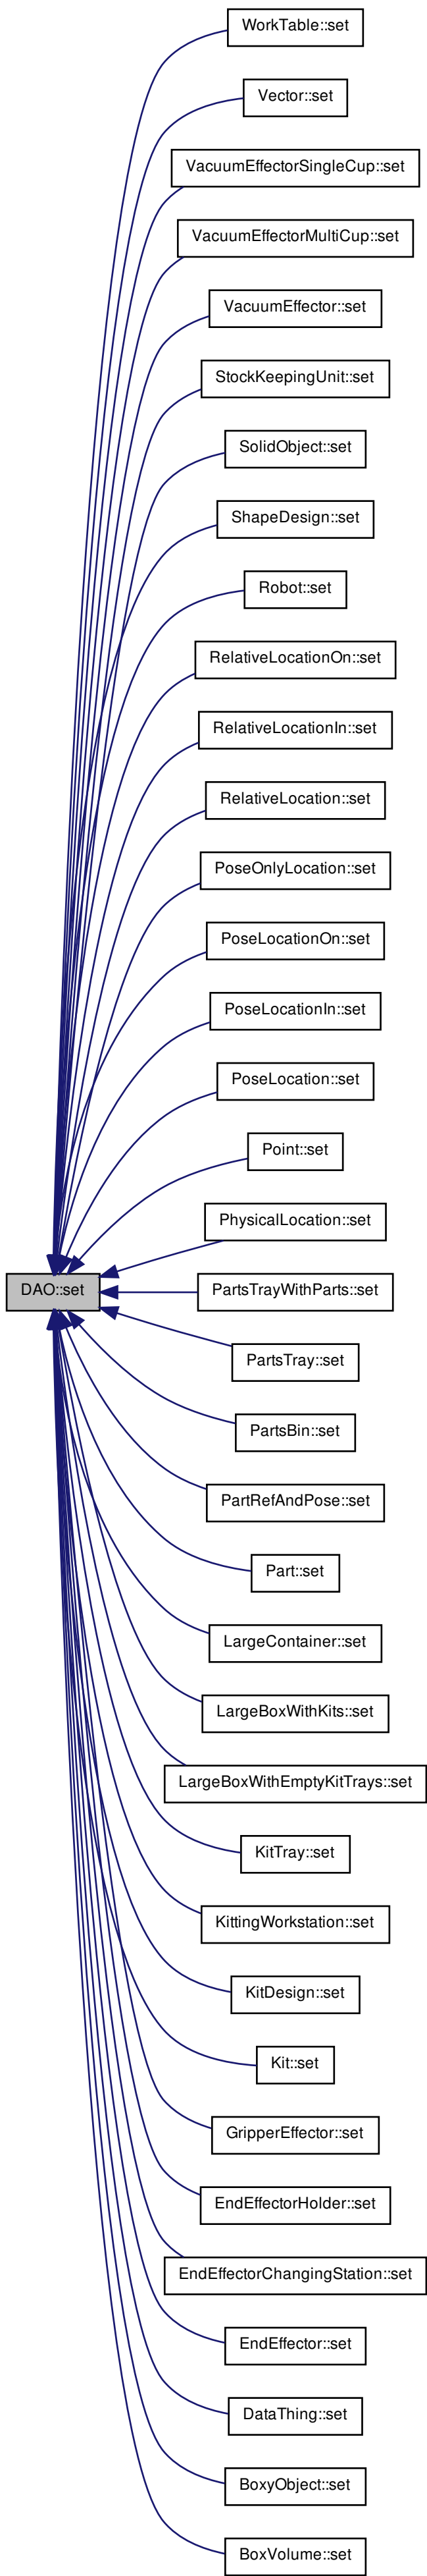 WorkTable::set
Vector::set
VacuumEffectorSingleCup::set
VacuumEffectorMultiCup::set
VacuumEffector::set
StockKeepingUnit::set
SolidObject::set
ShapeDesign::set
Robot::set
RelativeLocationOn::set
RelativeLocationIn::set
RelativeLocation::set
PoseOnlyLocation::set
PoseLocationOn::set
PoseLocationIn::set
PoseLocation::set
Point::set
PhysicalLocation::set
DAO::set
PartsTrayWithParts::set
PartsTray::set
PartsBin::set
PartRefAndPose::set
Part::set
LargeContainer::set
LargeBoxWithKits::set
LargeBoxWithEmptyKitTrays::set
KitTray::set
KittingWorkstation::set
KitDesign::set
Kit::set
GripperEffector::set
EndEffectorHolder::set
EndEffectorChangingStation::set
EndEffector::set
DataThing::set
BoxyObject::set
BoxVolume::set